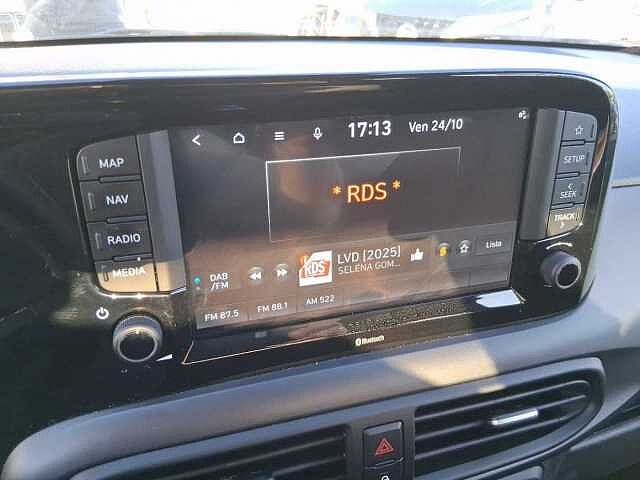 17:13 Ven 24/10
MAP
NAV
RADIO
MEDIA
SETUP
SEEK
TRACK
* RDS *
DAB
/FM
RDS
LVD [2025]
SELENA GOM...
Lista
FM 87.5
FM 88.1
AM 522
Bluetooth